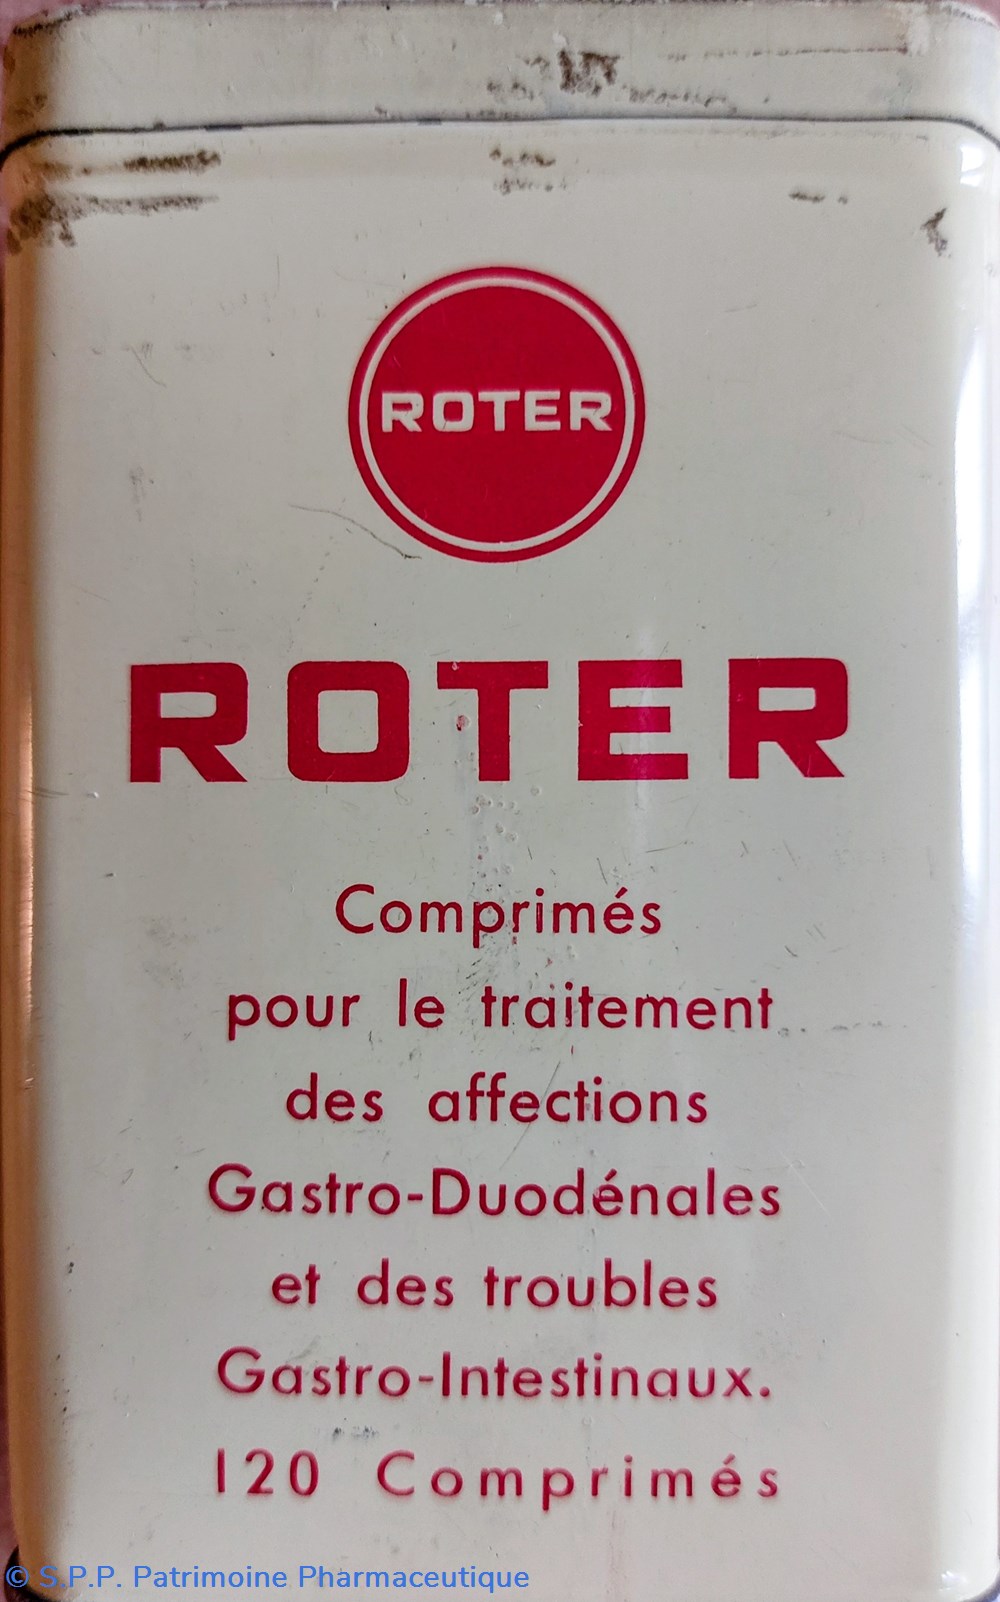 ROTER
ROTER
Comprimés
pour le traitement
des affections
Gastro-Duodénales
et des troubles
Gastro-Intestinaux.
120 Comprimés
© S.P.P. Patrimoine Pharmaceutique